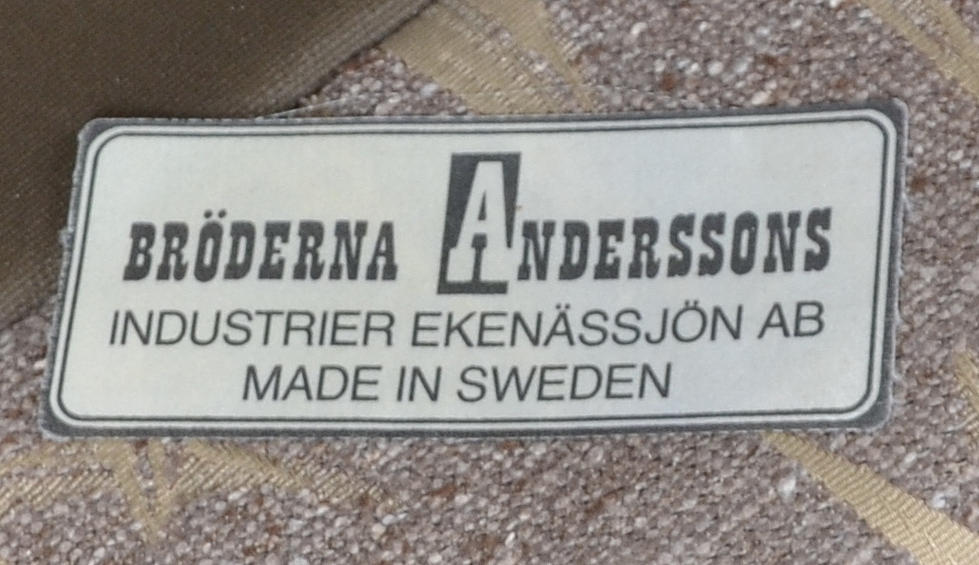 BRÖDERNA ANDERSSONS
INDUSTRIER EKENÄSSJÖN AB
MADE IN SWEDEN